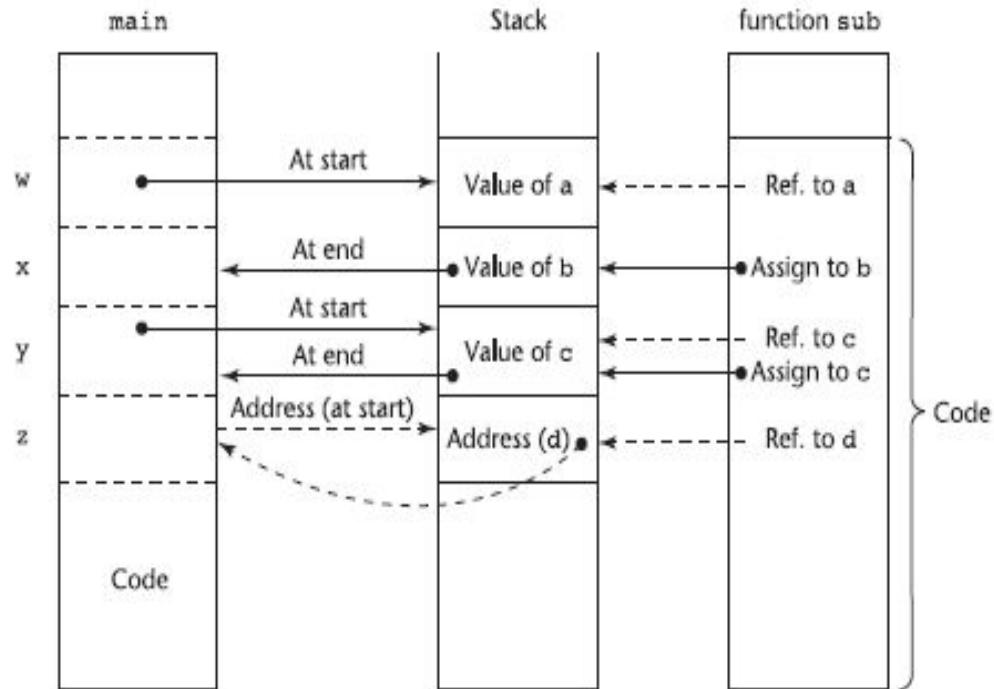 main Stack function sub
w At start Value of a Ref. to a
x At end Value of b Assign to b
y At start Value of c Ref. to c
At end Assign to c
Address (at start)
z Address (d) Ref. to d
Code
Code